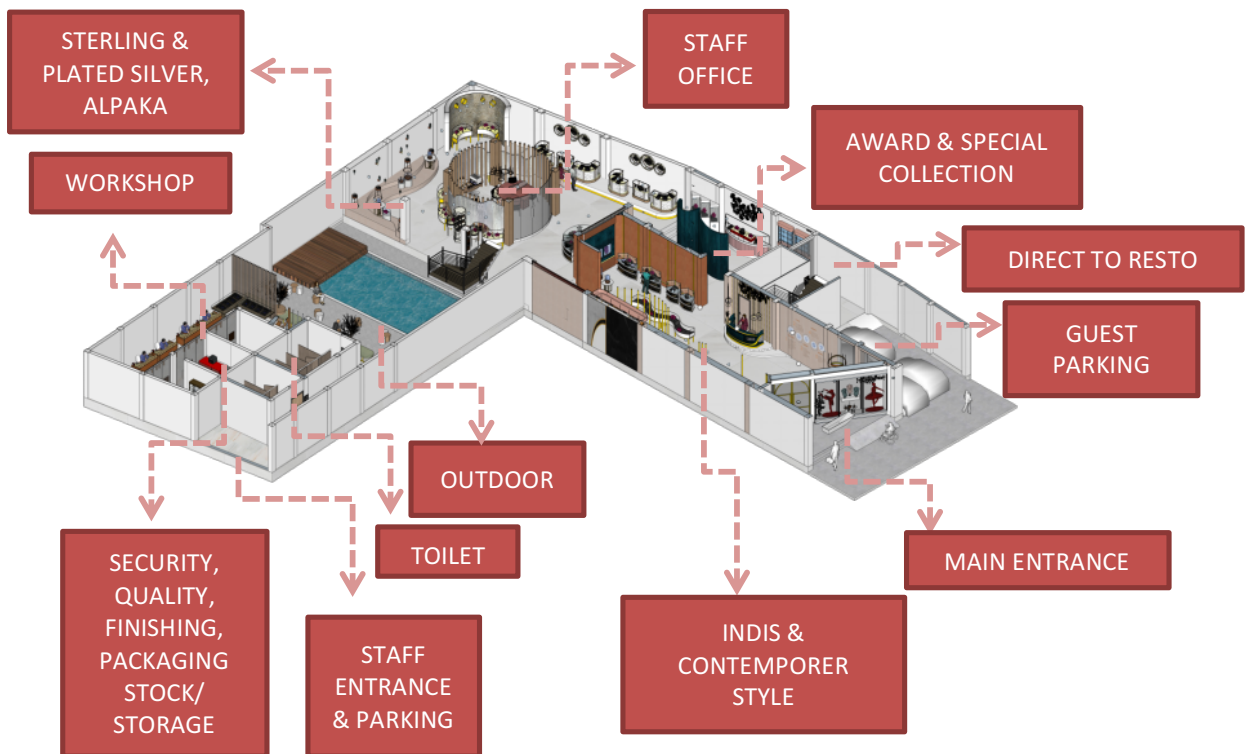 STERLING &
PLATED SILVER,
ALPAKA
STAFF
OFFICE
AWARD & SPECIAL
COLLECTION
WORKSHOP
DIRECT TO RESTO
GUEST
PARKING
OUTDOOR
TOILET
MAIN ENTRANCE
SECURITY,
QUALITY,
FINISHING,
PACKAGING
STOCK/
STORAGE
STAFF
ENTRANCE
& PARKING
INDIS &
CONTEMPORER
STYLE